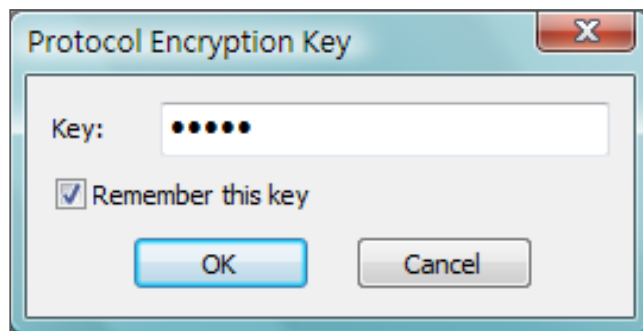 Protocol Encryption Key
Key: •••••
Remember this key
OK Cancel